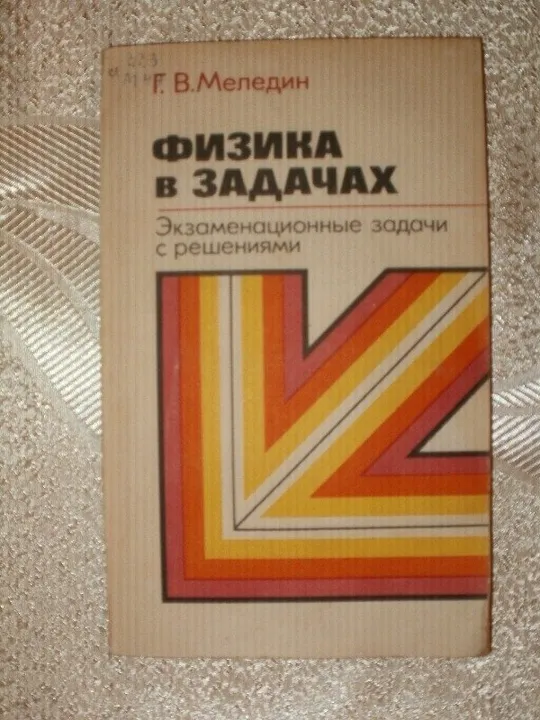 Г. В. Меледин
ФИЗИКА
В ЗАДАЧАХ
Экзаменационные задачи
с решениями